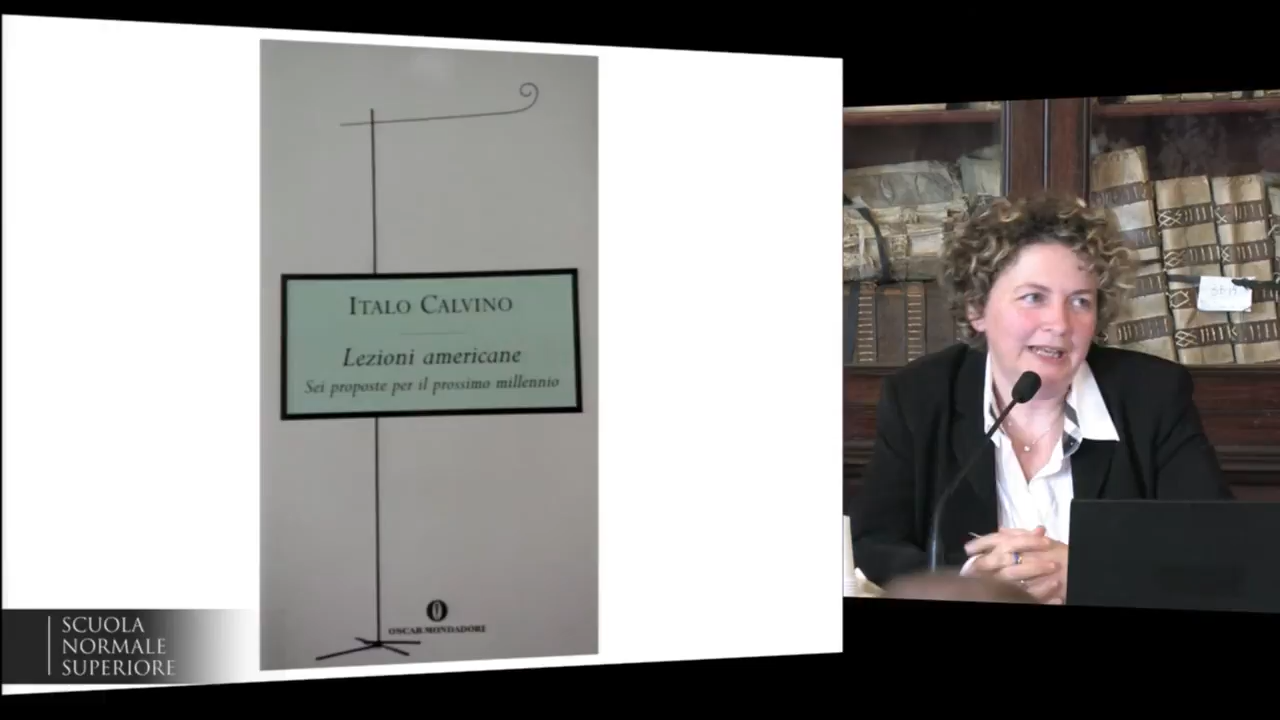 ITALO CALVINO
Lezioni americane
Sei proposte per il prossimo millennio
OSCAR MONDADORI
SCUOLA
NORMALE
SUPERIORE